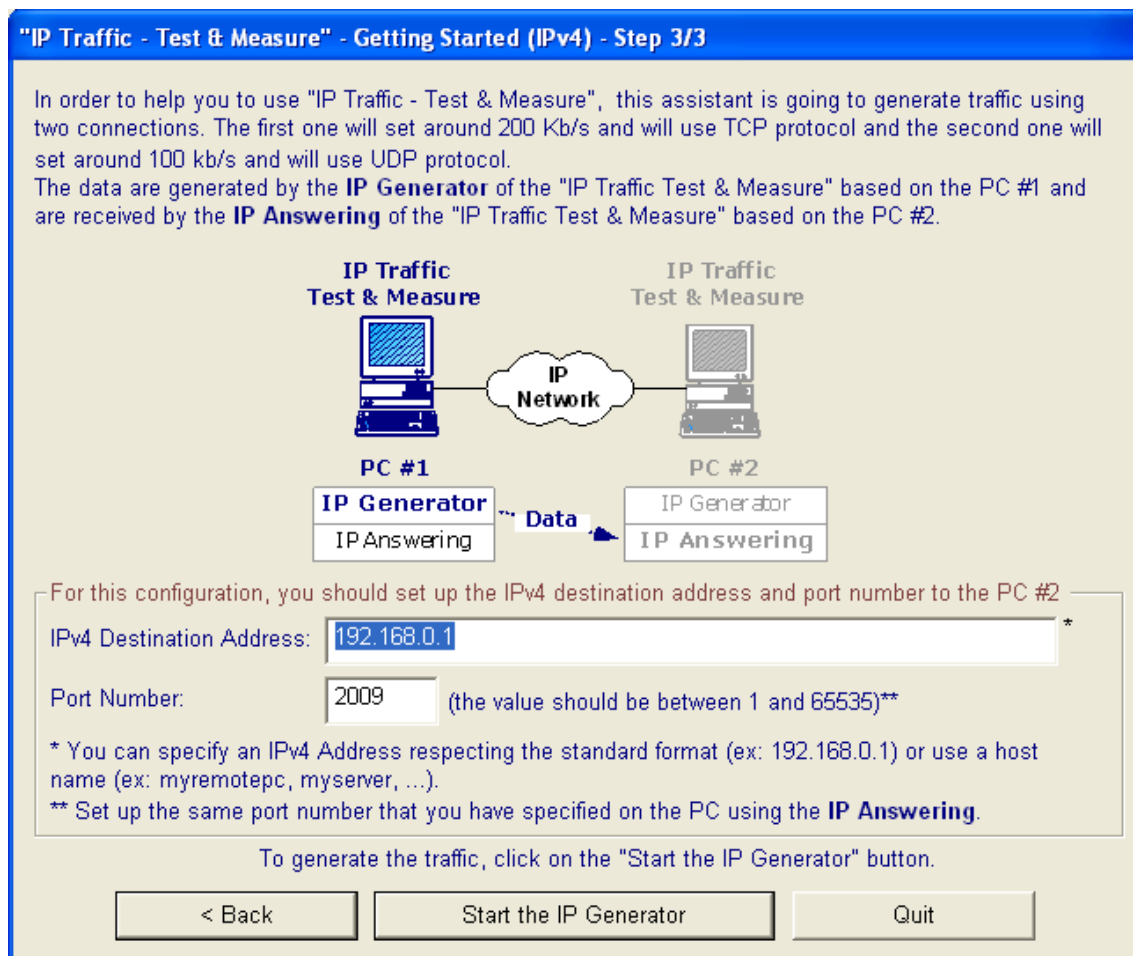 "IP Traffic - Test & Measure" - Getting Started (IPv4) - Step 3/3
In order to help you to use "IP Traffic - Test & Measure", this assistant is going to generate traffic using
two connections. The first one will set around 200 Kb/s and will use TCP protocol and the second one will
set around 100 kb/s and will use UDP protocol.
The data are generated by the IP Generator of the "IP Traffic Test & Measure" based on the PC #1 and
are received by the IP Answering of the "IP Traffic Test & Measure" based on the PC #2.
IP Traffic
Test & Measure
IP Traffic
Test & Measure
IP
Network
PC #1
PC #2
IP Generator
IP Answering
Data
IP Generator
IP Answering
For this configuration, you should set up the IPv4 destination address and port number to the PC #2
IPv4 Destination Address: 192.168.0.1 *
Port Number: 2009 (the value should be between 1 and 65535)**
* You can specify an IPv4 Address respecting the standard format (ex: 192.168.0.1) or use a host
name (ex: myremotepc, myserver, ...).
** Set up the same port number that you have specified on the PC using the IP Answering.
To generate the traffic, click on the "Start the IP Generator" button.
< Back
Start the IP Generator
Quit